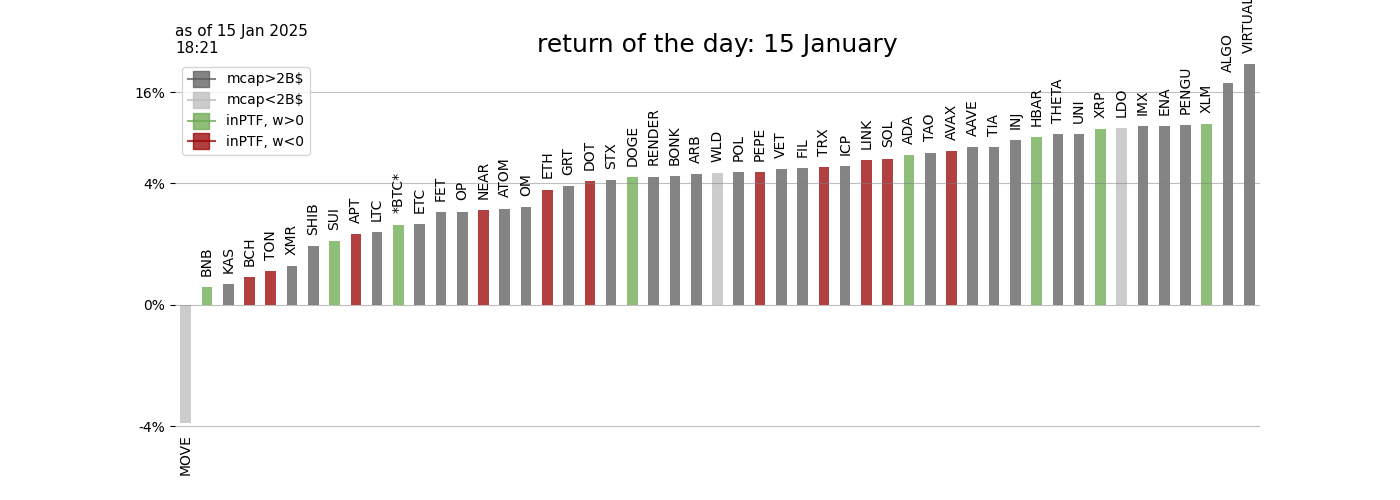 as of 15 Jan 2025
18:21
return of the day: 15 January
mcap>2B$
mcap<2B$
inPTF, w>0
inPTF, w<0
16%
4%
0%
-4%
MOVE
BNB
KAS
BCH
TON
XMR
SHIB
SUI
APT
LTC
*BTC*
ETC
FET
OP
NEAR
ATOM
OM
ETH
GRT
DOT
STX
DOGE
RENDER
BONK
ARB
WLD
POL
PEPE
VET
FIL
TRX
ICP
LINK
SOL
ADA
TAO
AVAX
AAVE
TIA
INJ
HBAR
THETA
UNI
XRP
LDO
IMX
ENA
PENGU
XLM
ALGO
VIRTUAL